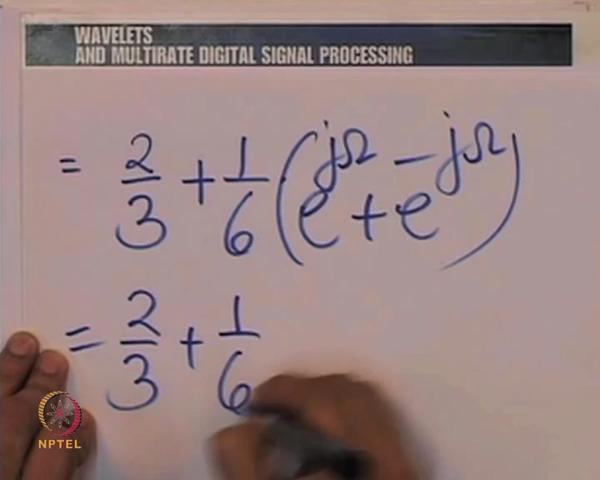 WAVELETS
AND MULTIRATE DIGITAL SIGNAL PROCESSING
= 2/3 + 1/6 (e^{jΩ} + e^{-jΩ})
= 2/3 + 1/6
NPTEL